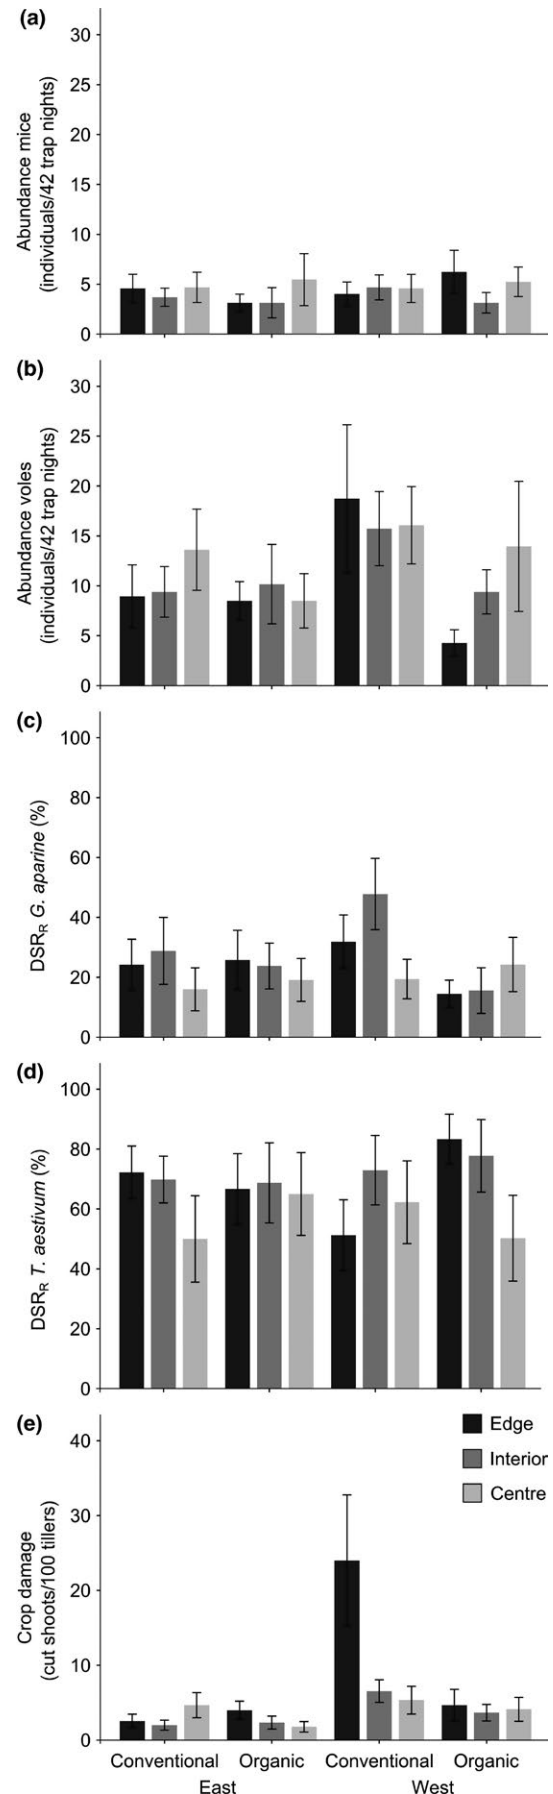 (a)
Abundance mice
(individuals/42 trap nights)
30
25
20
15
10
5
0
(b)
Abundance voles
(individuals/42 trap nights)
30
25
20
15
10
5
0
(c)
DSRR G. aparine (%)
100
80
60
40
20
0
(d)
DSRR T. aestivum (%)
100
80
60
40
20
0
(e)
Crop damage
(cut shoots/100 tillers)
40
30
20
10
0
Edge
Interior
Centre
Conventional Organic Conventional Organic
East West